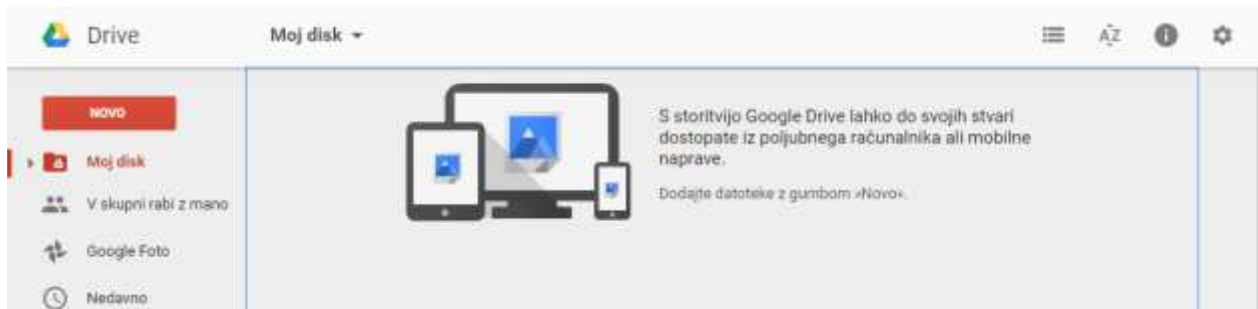 Drive
Moj disk
AZ
NOVO
Moj disk
V skupni rabi z mano
Google Foto
Nedavno
S storitvijo Google Drive lahko do svojih stvari
dostopate iz poljubnega računalnika ali mobilne
naprave.
Dodajte datoteke z gumbom »Novo«.